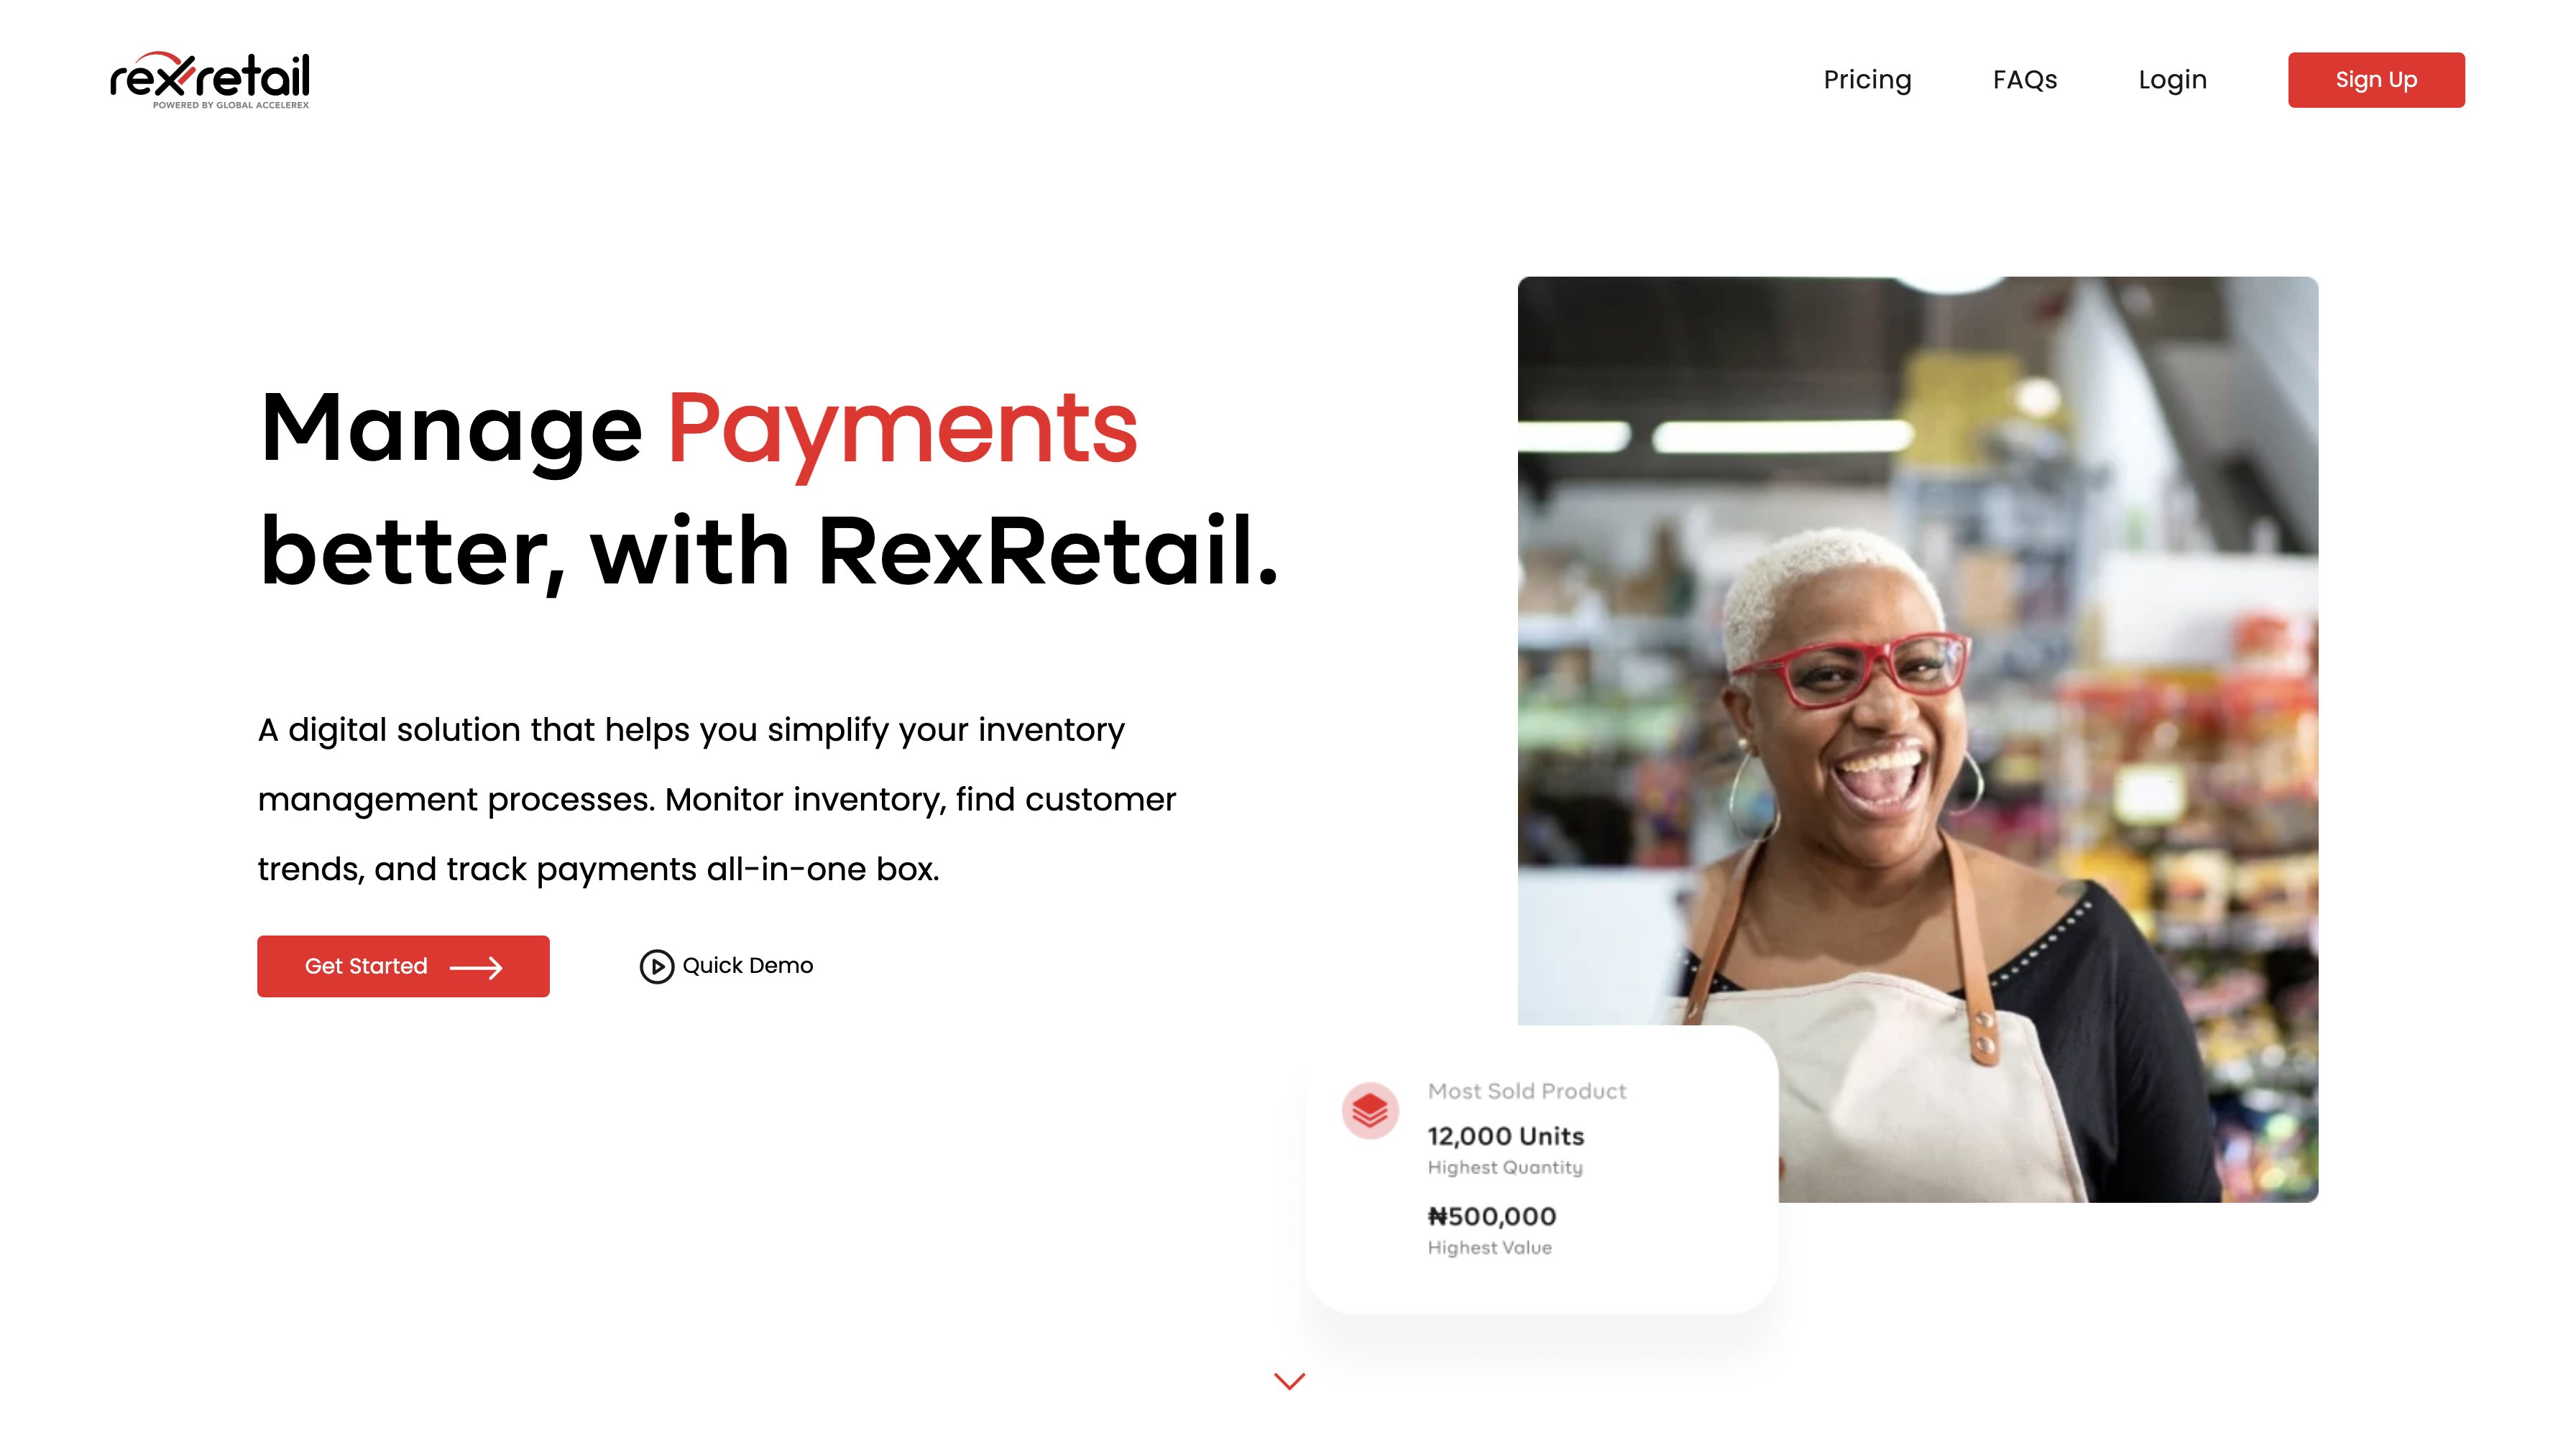 rexretail
POWERED BY GLOBAL ACCELEREX
Pricing
FAQs
Login
Sign Up
Manage Payments
better, with RexRetail.
A digital solution that helps you simplify your inventory
management processes. Monitor inventory, find customer
trends, and track payments all-in-one box.
Get Started
Quick Demo
Most Sold Product
12,000 Units
Highest Quantity
₦500,000
Highest Value